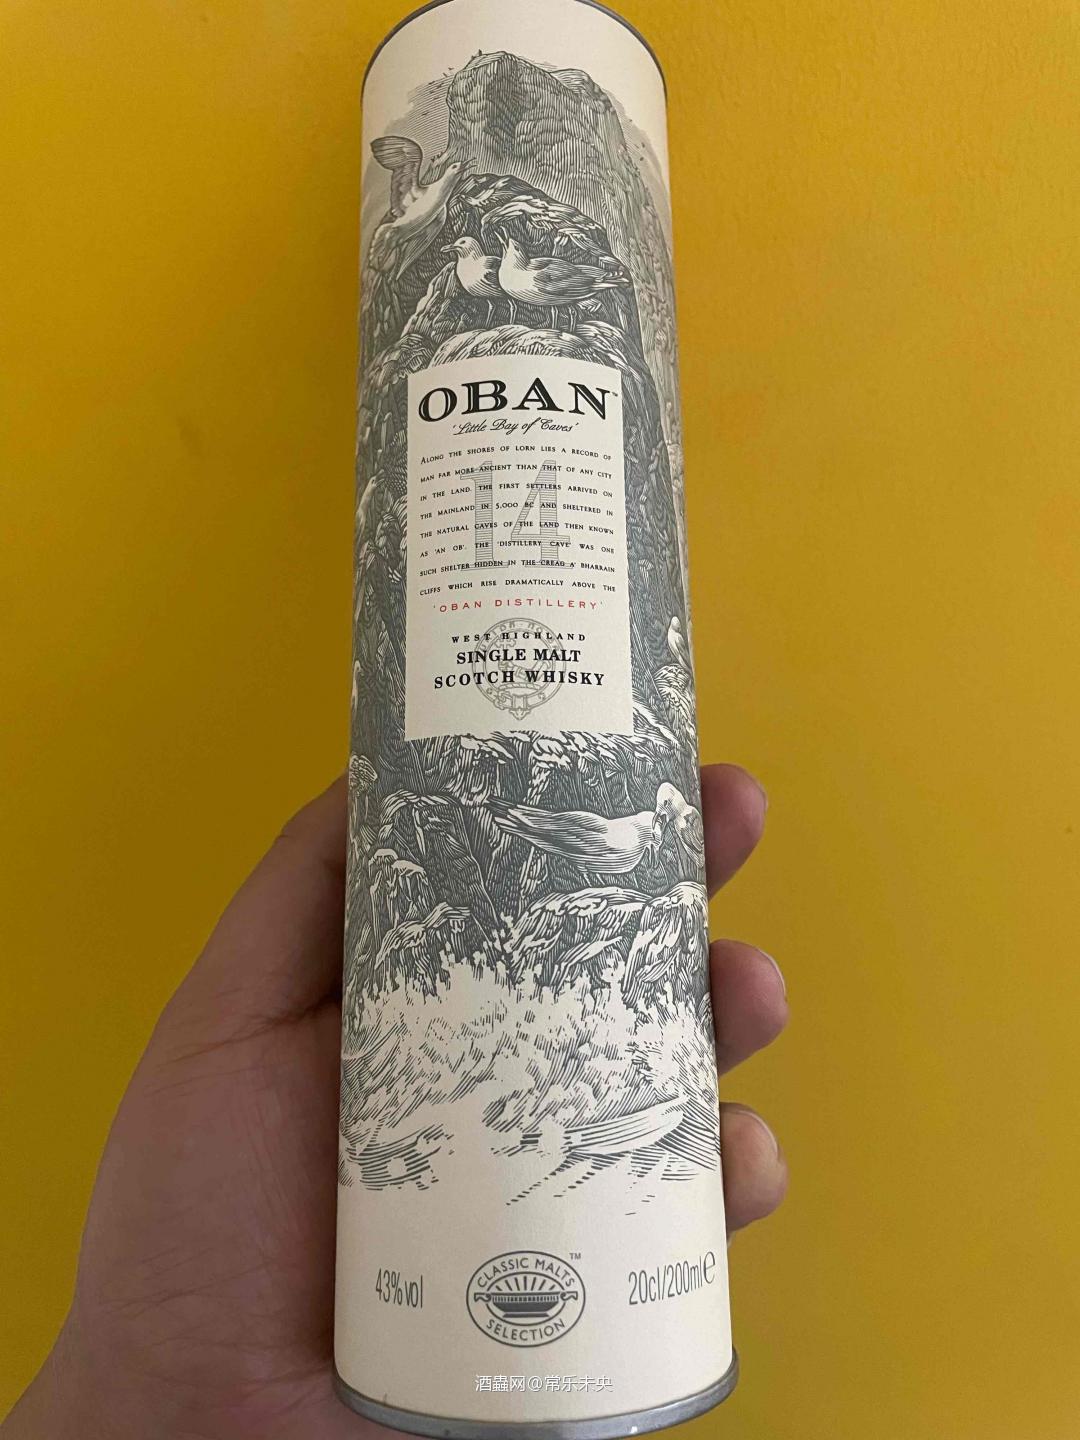 OBAN™
'Little Bay of Caves'
14
ALONG THE SHORES OF LORN LIES A RECORD OF
MAN FAR MORE ANCIENT THAN THAT OF ANY CITY
IN THE LAND. THE FIRST SETTLERS ARRIVED ON
THE MAINLAND IN 5,000 BC AND SHELTERED IN
THE NATURAL CAVES OF THE LAND THEN KNOWN
AS 'AN OB'. THE 'DISTILLERY CAVE' WAS ONE
SUCH SHELTER HIDDEN IN THE CREAG A' BHARRAIN
CLIFFS WHICH RISE DRAMATICALLY ABOVE THE
'OBAN DISTILLERY'
WEST HIGHLAND
SINGLE MALT
SCOTCH WHISKY
43% vol
CLASSIC MALTS
SELECTION
TM
20cl/200ml e
酒蟲网@常乐未央